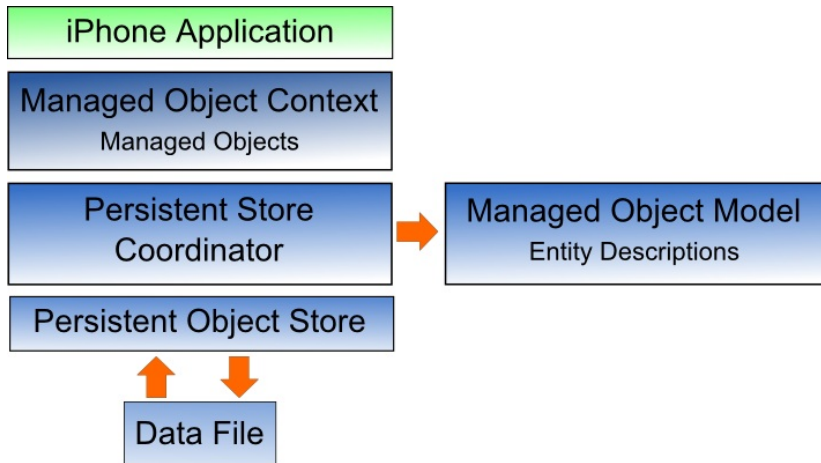 iPhone Application
Managed Object Context
Managed Objects
Persistent Store
Coordinator
Managed Object Model
Entity Descriptions
Persistent Object Store
Data File